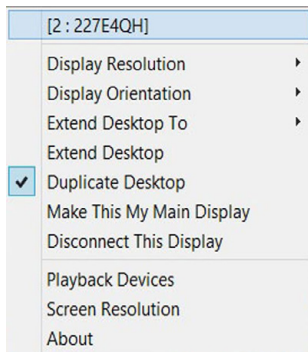 [2 : 227E4QH]
Display Resolution
Display Orientation
Extend Desktop To
Extend Desktop
Duplicate Desktop
Make This My Main Display
Disconnect This Display
Playback Devices
Screen Resolution
About